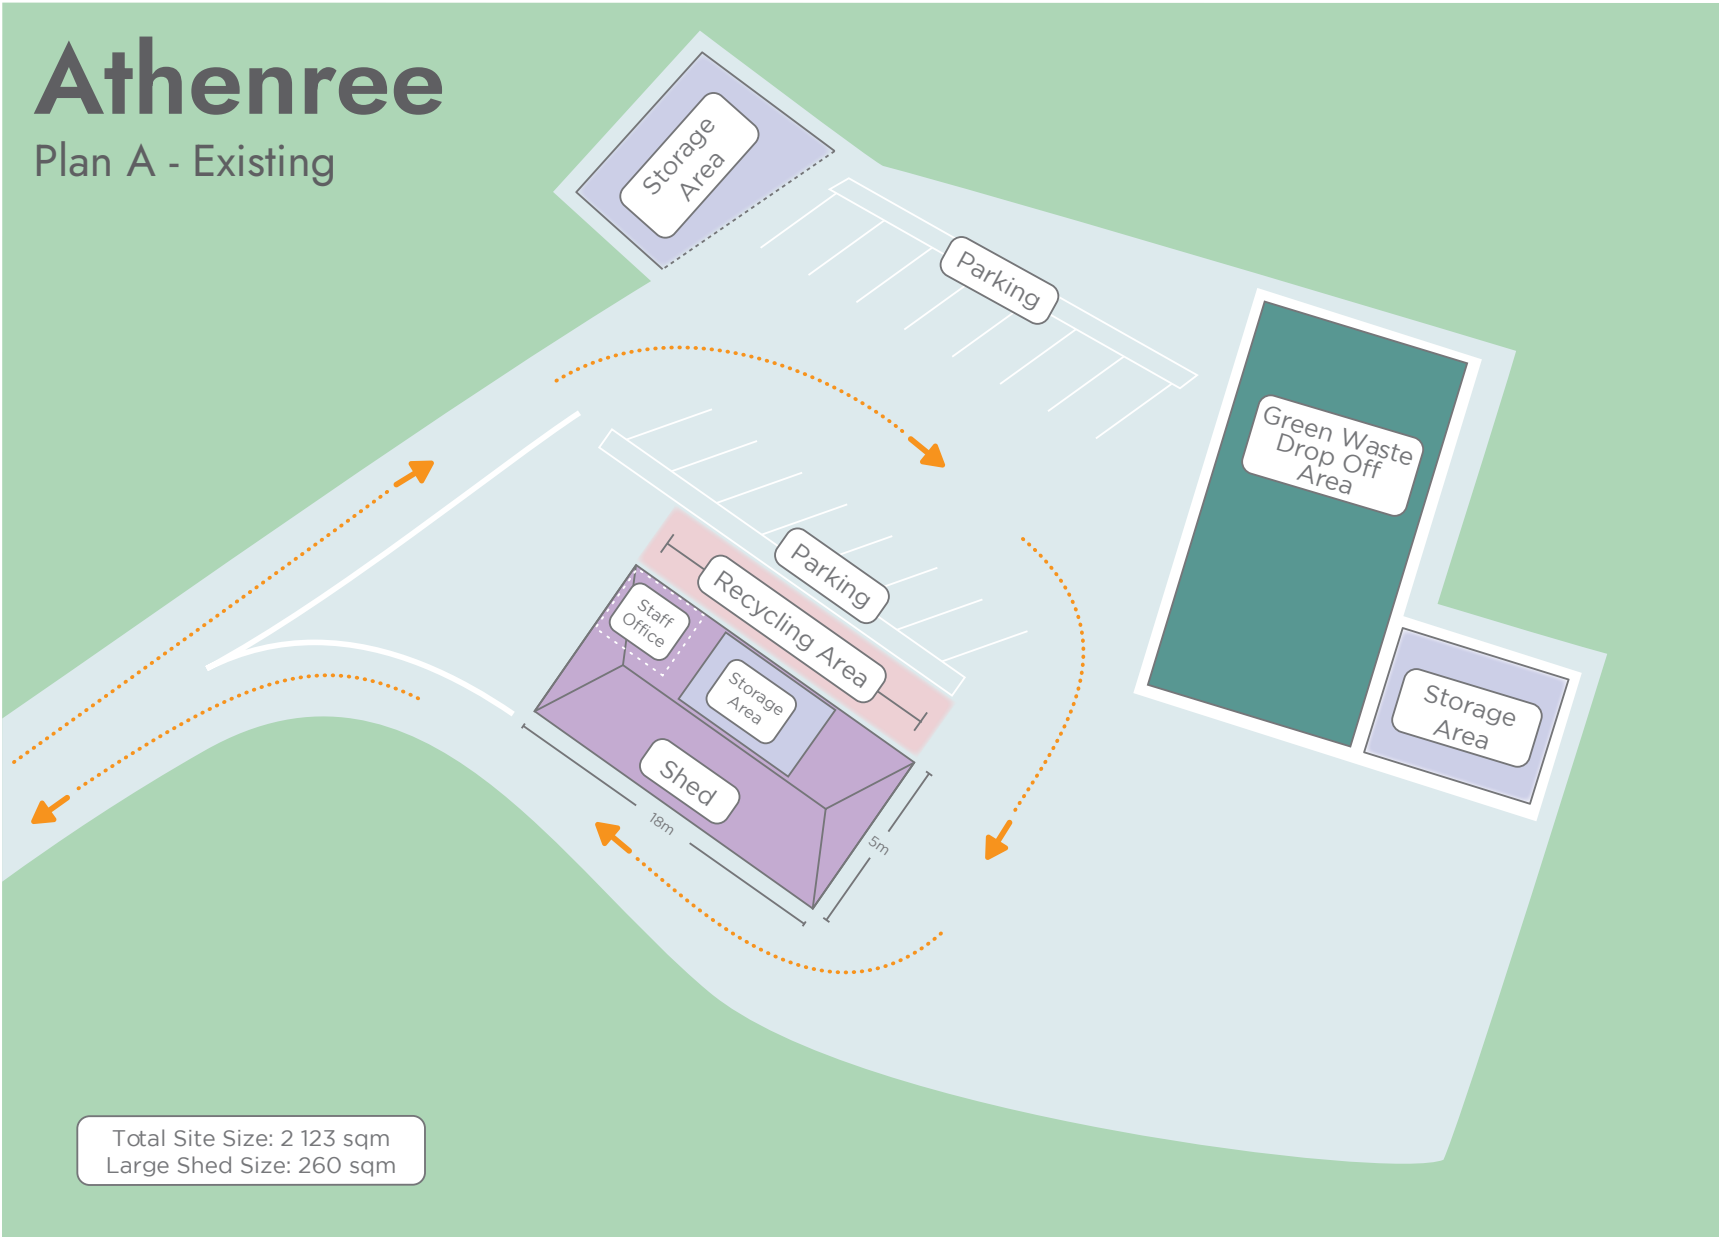 Athenree
Plan A - Existing
Storage
Area
Parking
Green Waste
Drop Off
Area
Parking
Recycling Area
Staff
Office
Storage
Area
Storage
Area
Shed
18m
5m
Total Site Size: 2 123 sqm
Large Shed Size: 260 sqm